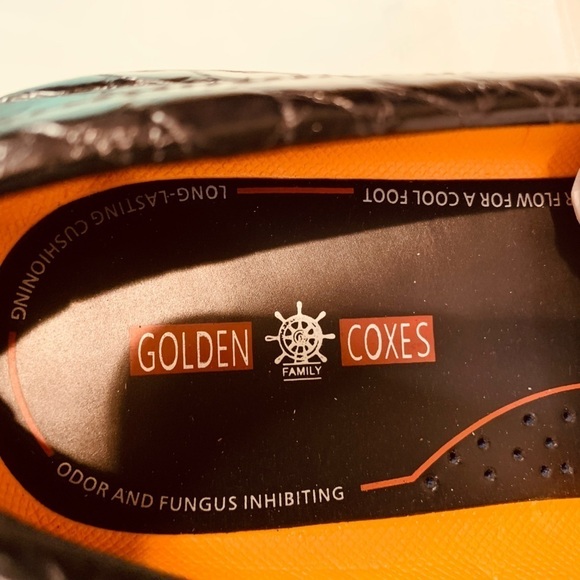 GOLDEN
FAMILY
COXES
ODOR AND FUNGUS INHIBITING
LONG-LASTING CUSHIONING
FLOW FOR A COOL FOOT